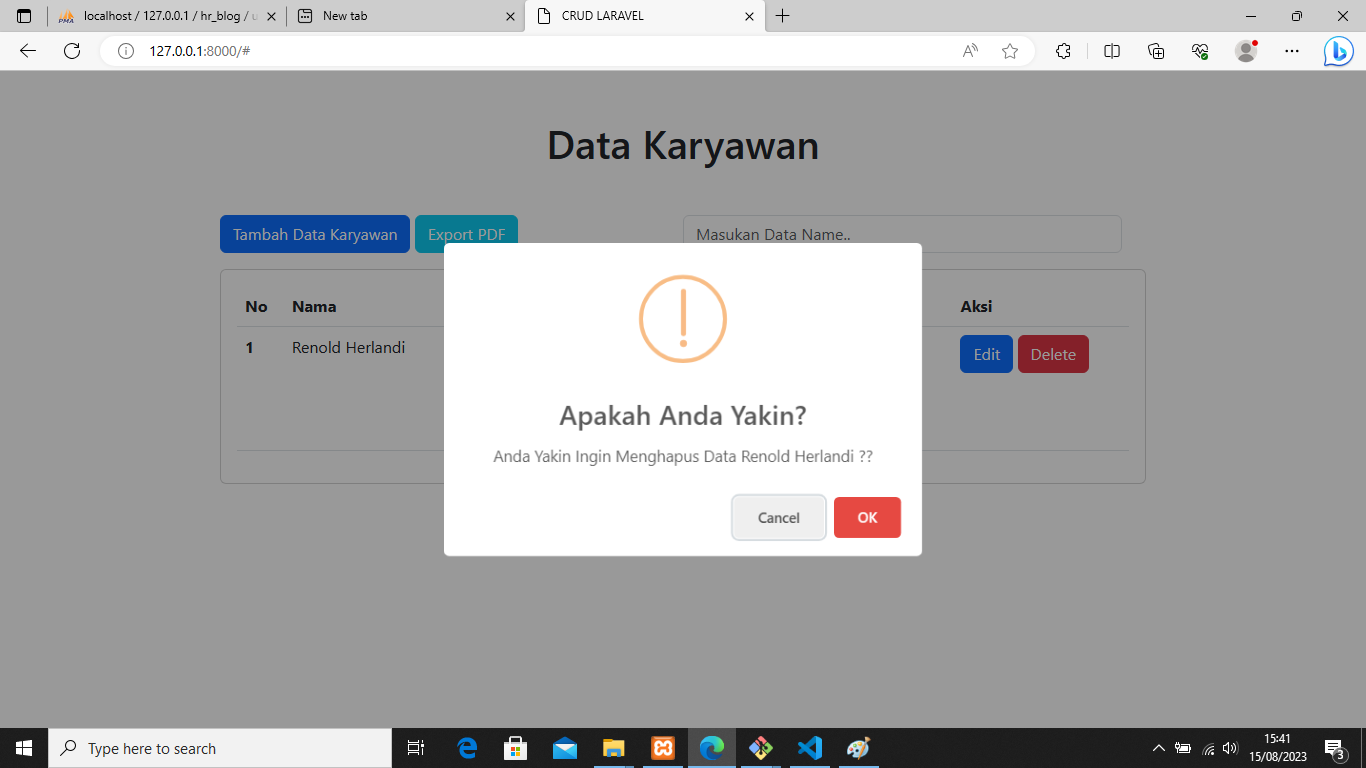 localhost / 127.0.0.1 / hr_blog / u
New tab
CRUD LARAVEL
127.0.0.1:8000/#
Data Karyawan
Tambah Data Karyawan
Export PDF
Masukan Data Name..
No
Nama
Aksi
1
Renold Herlandi
Edit
Delete
Apakah Anda Yakin?
Anda Yakin Ingin Menghapus Data Renold Herlandi ??
Cancel
OK
Type here to search
15:41
15/08/2023
3